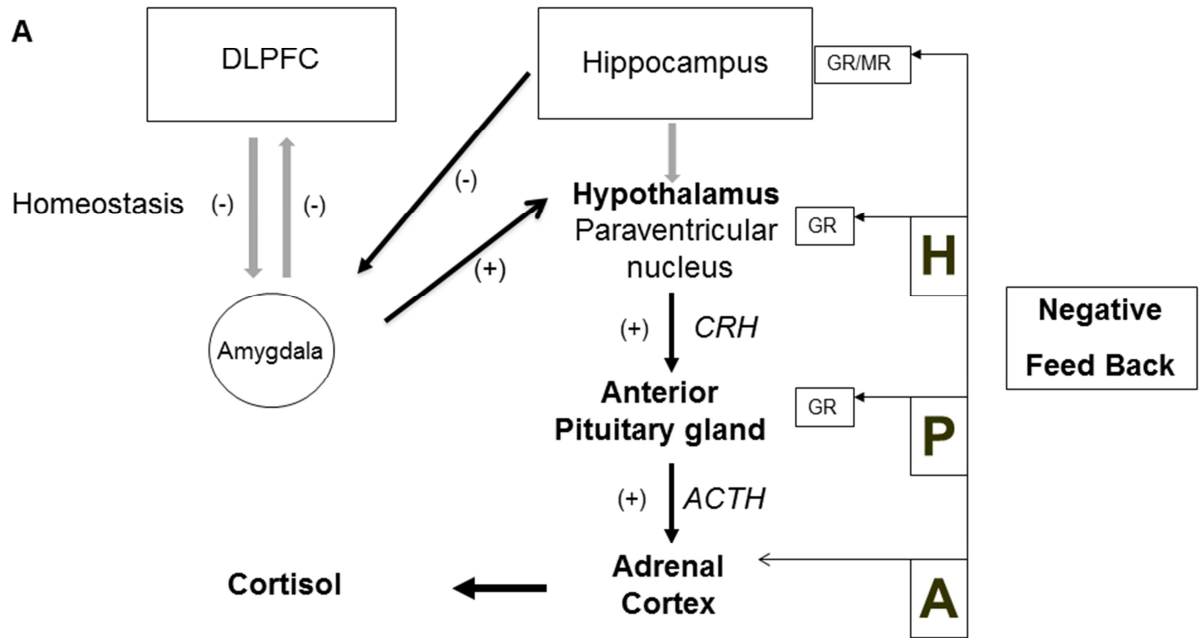 A
DLPFC
Hippocampus
GR/MR
Homeostasis
(-)
(-)
(-)
(+)
Amygdala
Hypothalamus
Paraventricular
nucleus
GR
H
(+)
CRH
Negative
Feed Back
Anterior
Pituitary gland
GR
P
(+)
ACTH
Adrenal
Cortex
A
Cortisol